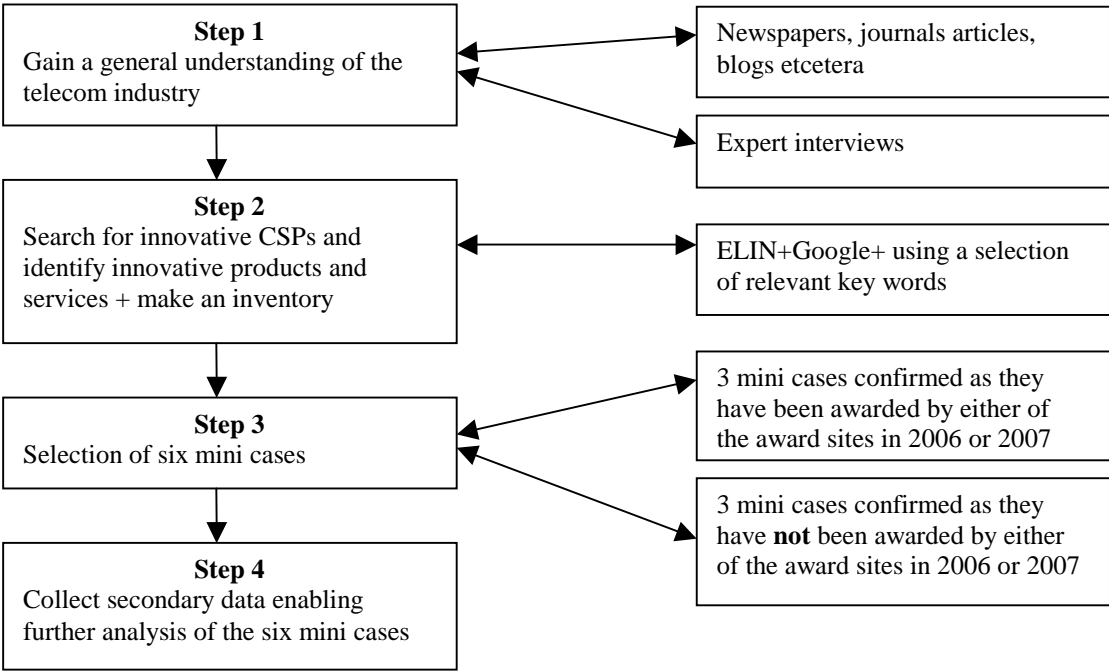 Step 1
Gain a general understanding of the
telecom industry
Newspapers, journals articles,
blogs etcetera
Expert interviews
Step 2
Search for innovative CSPs and
identify innovative products and
services + make an inventory
ELIN+Google+ using a selection
of relevant key words
Step 3
Selection of six mini cases
3 mini cases confirmed as they
have been awarded by either of
the award sites in 2006 or 2007
3 mini cases confirmed as they
have not been awarded by either
of the award sites in 2006 or 2007
Step 4
Collect secondary data enabling
further analysis of the six mini cases